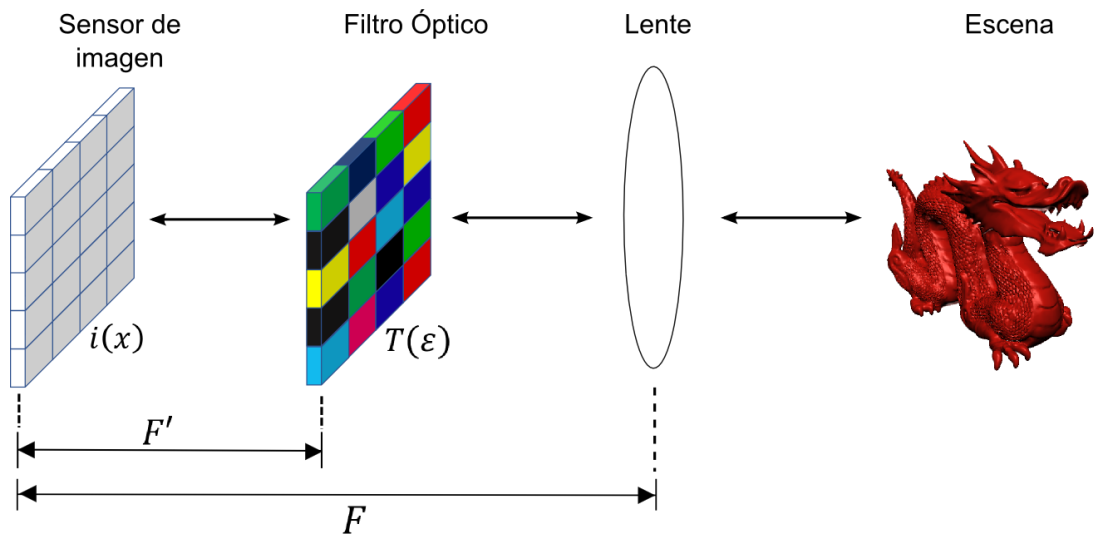 Sensor de
imagen
Filtro Óptico
Lente
Escena
i(x)
T(ε)
F′
F